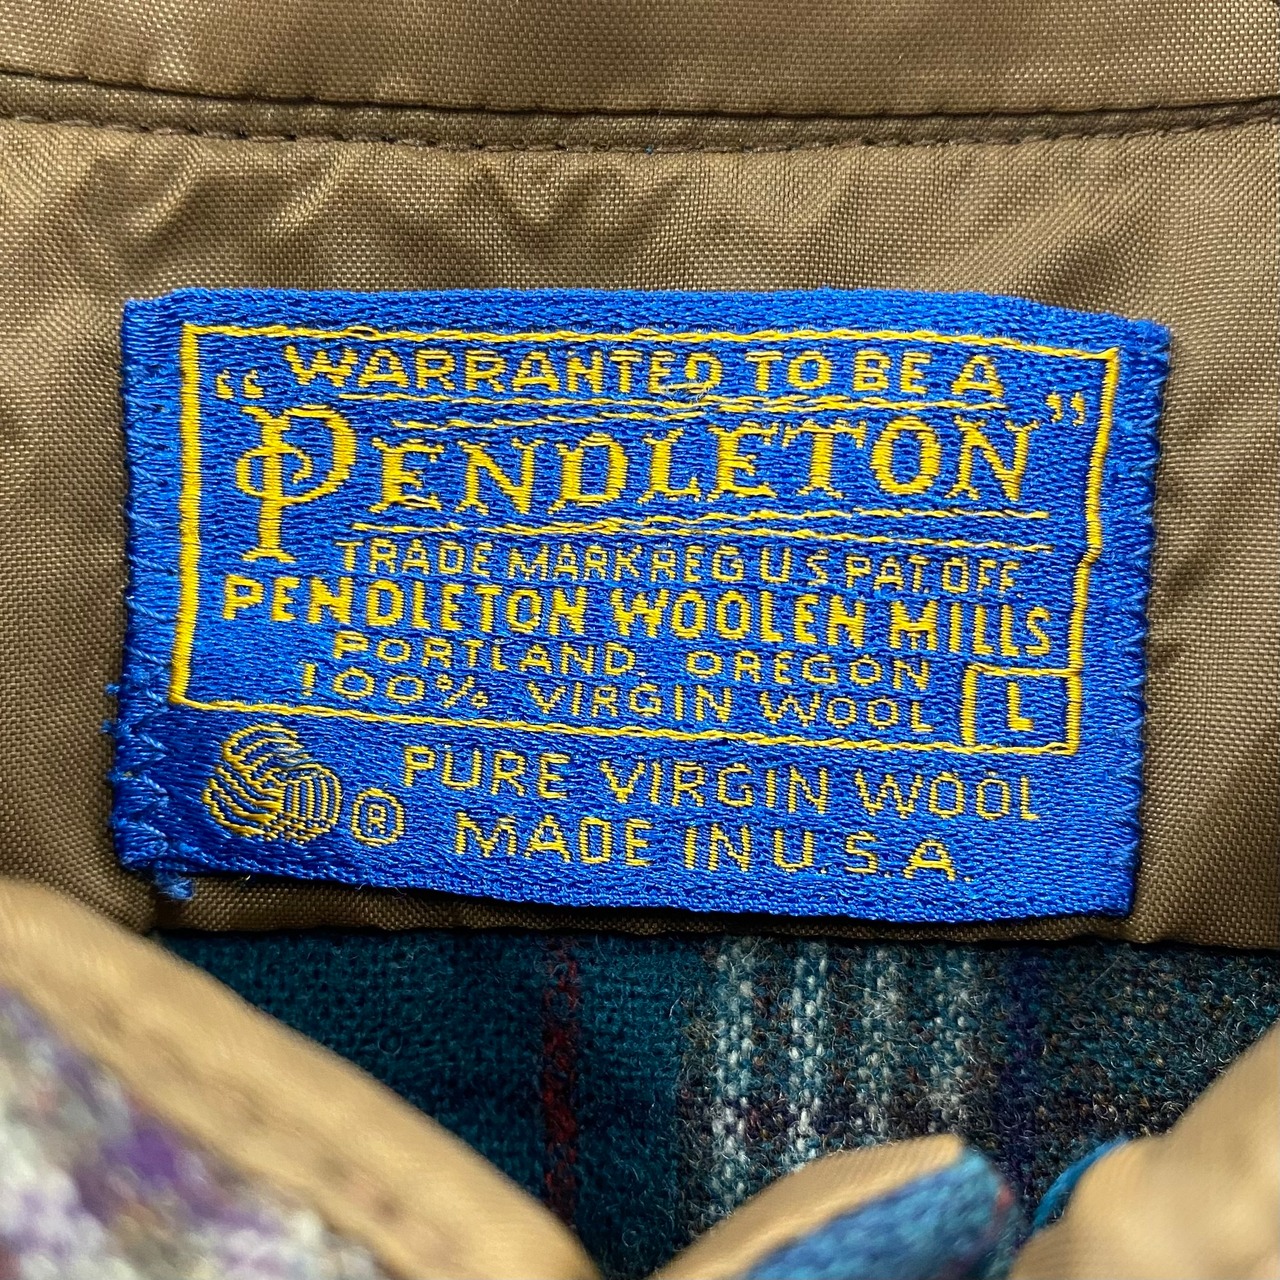 WARRANTED TO BE A
"PENDLETON"
TRADE MARK REG U S PAT. OFF.
PENDLETON WOOLEN MILLS
PORTLAND, OREGON
100% VIRGIN WOOL L
PURE VIRGIN WOOL
® MADE IN U.S.A.